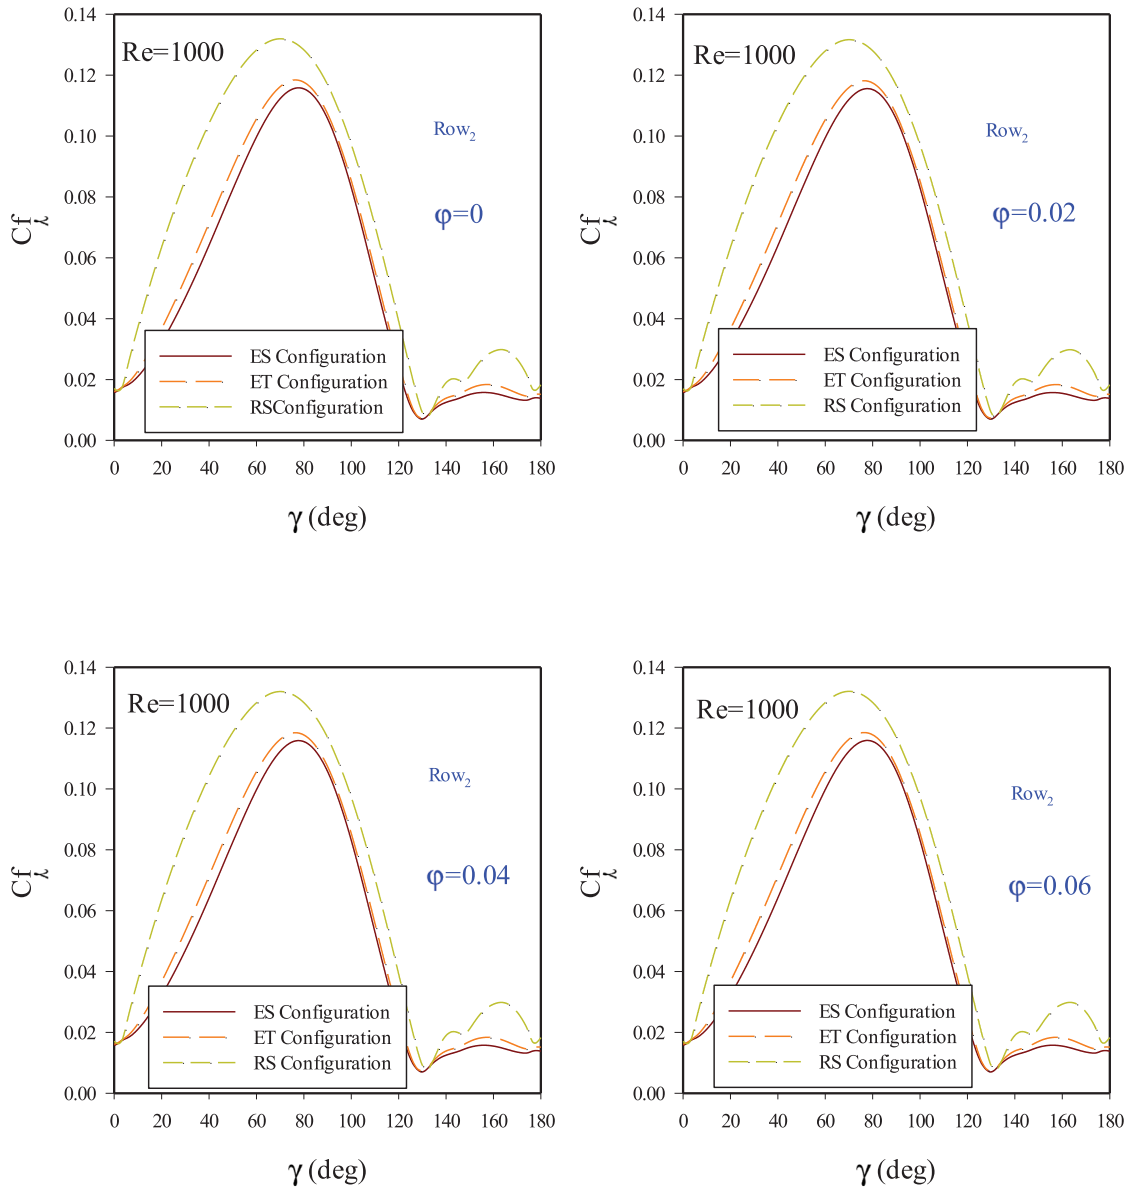 0.14
0.12
0.10
0.08
0.06
0.04
0.02
0.00
Cfλ
Re=1000
Row2
φ=0
ES Configuration
ET Configuration
RSConfiguration
0 20 40 60 80 100 120 140 160 180
γ (deg)
0.14
0.12
0.10
0.08
0.06
0.04
0.02
0.00
Cfλ
Re=1000
Row2
φ=0.02
ES Configuration
ET Configuration
RS Configuration
0 20 40 60 80 100 120 140 160 180
γ (deg)
0.14
0.12
0.10
0.08
0.06
0.04
0.02
0.00
Cfλ
Re=1000
Row2
φ=0.04
ES Configuration
ET Configuration
RS Configuration
0 20 40 60 80 100 120 140 160 180
γ (deg)
0.14
0.12
0.10
0.08
0.06
0.04
0.02
0.00
Cfλ
Re=1000
Row2
φ=0.06
ES Configuration
ET Configuration
RS Configuration
0 20 40 60 80 100 120 140 160 180
γ (deg)